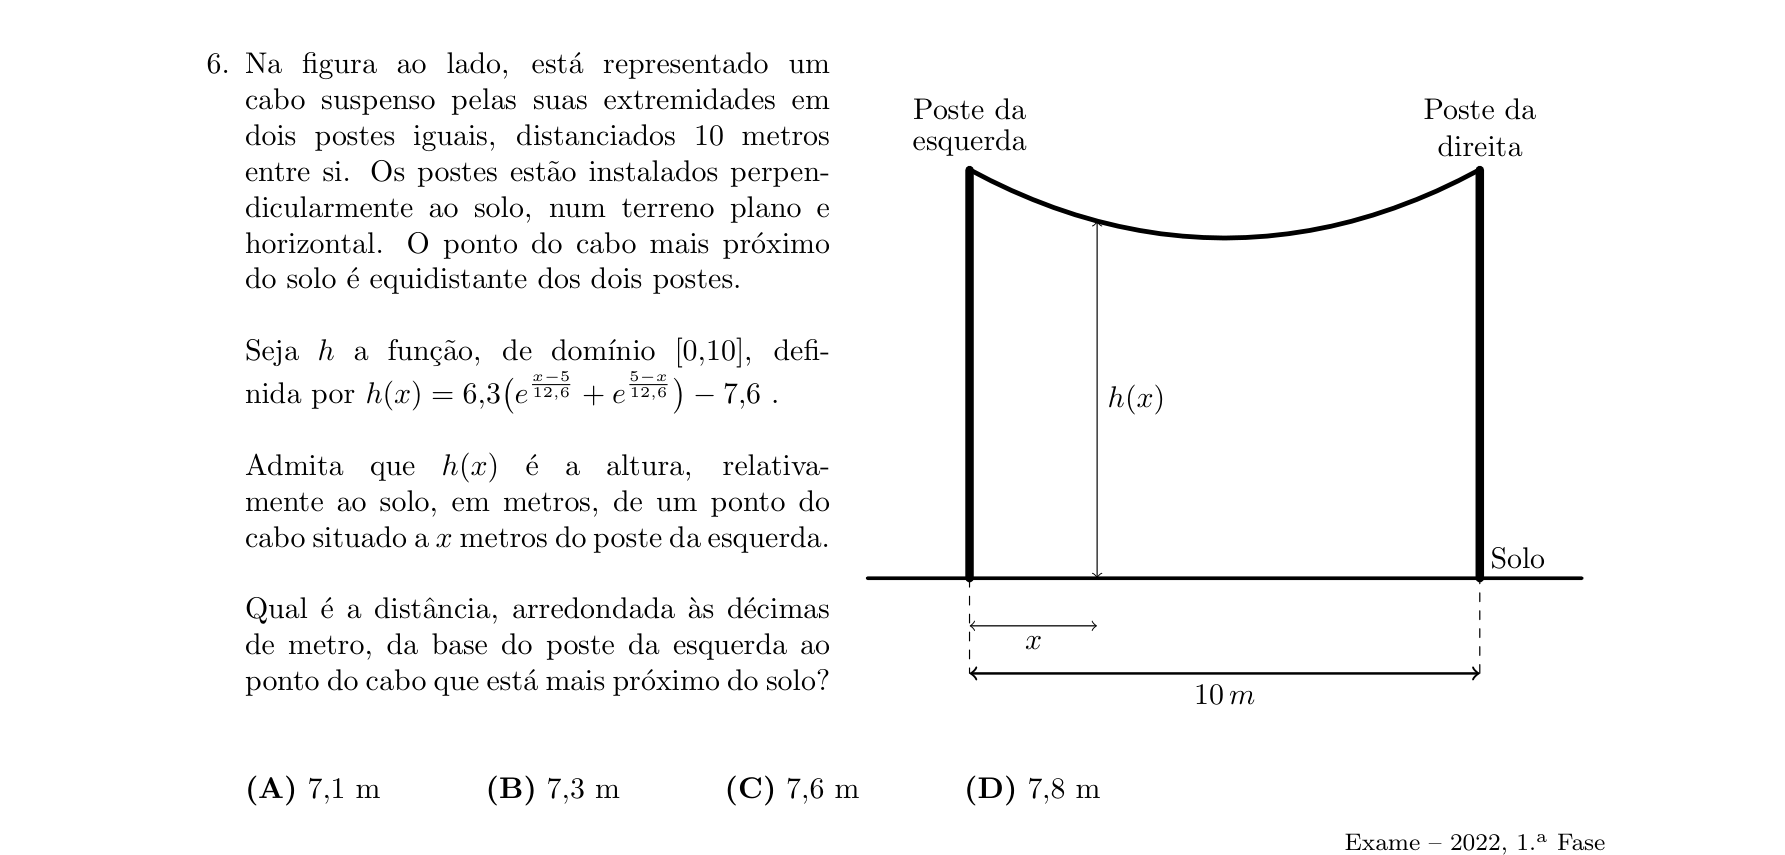 6. Na figura ao lado, está representado um
cabo suspenso pelas suas extremidades em
dois postes iguais, distanciados 10 metros
entre si. Os postes estão instalados perpen-
dicularmente ao solo, num terreno plano e
horizontal. O ponto do cabo mais próximo
do solo é equidistante dos dois postes.
Seja h a função, de domínio [0,10], defi-
nida por h(x) = 6,3(e^{\frac{x-5}{12,6}} + e^{\frac{5-x}{12,6}}) − 7,6 .
Admita que h(x) é a altura, relativa-
mente ao solo, em metros, de um ponto do
cabo situado a x metros do poste da esquerda.
Qual é a distância, arredondada às décimas
de metro, da base do poste da esquerda ao
ponto do cabo que está mais próximo do solo?
Poste da
esquerda
Poste da
direita
h(x)
Solo
x
10 m
(A) 7,1 m (B) 7,3 m (C) 7,6 m (D) 7,8 m
Exame – 2022, 1.ª Fase